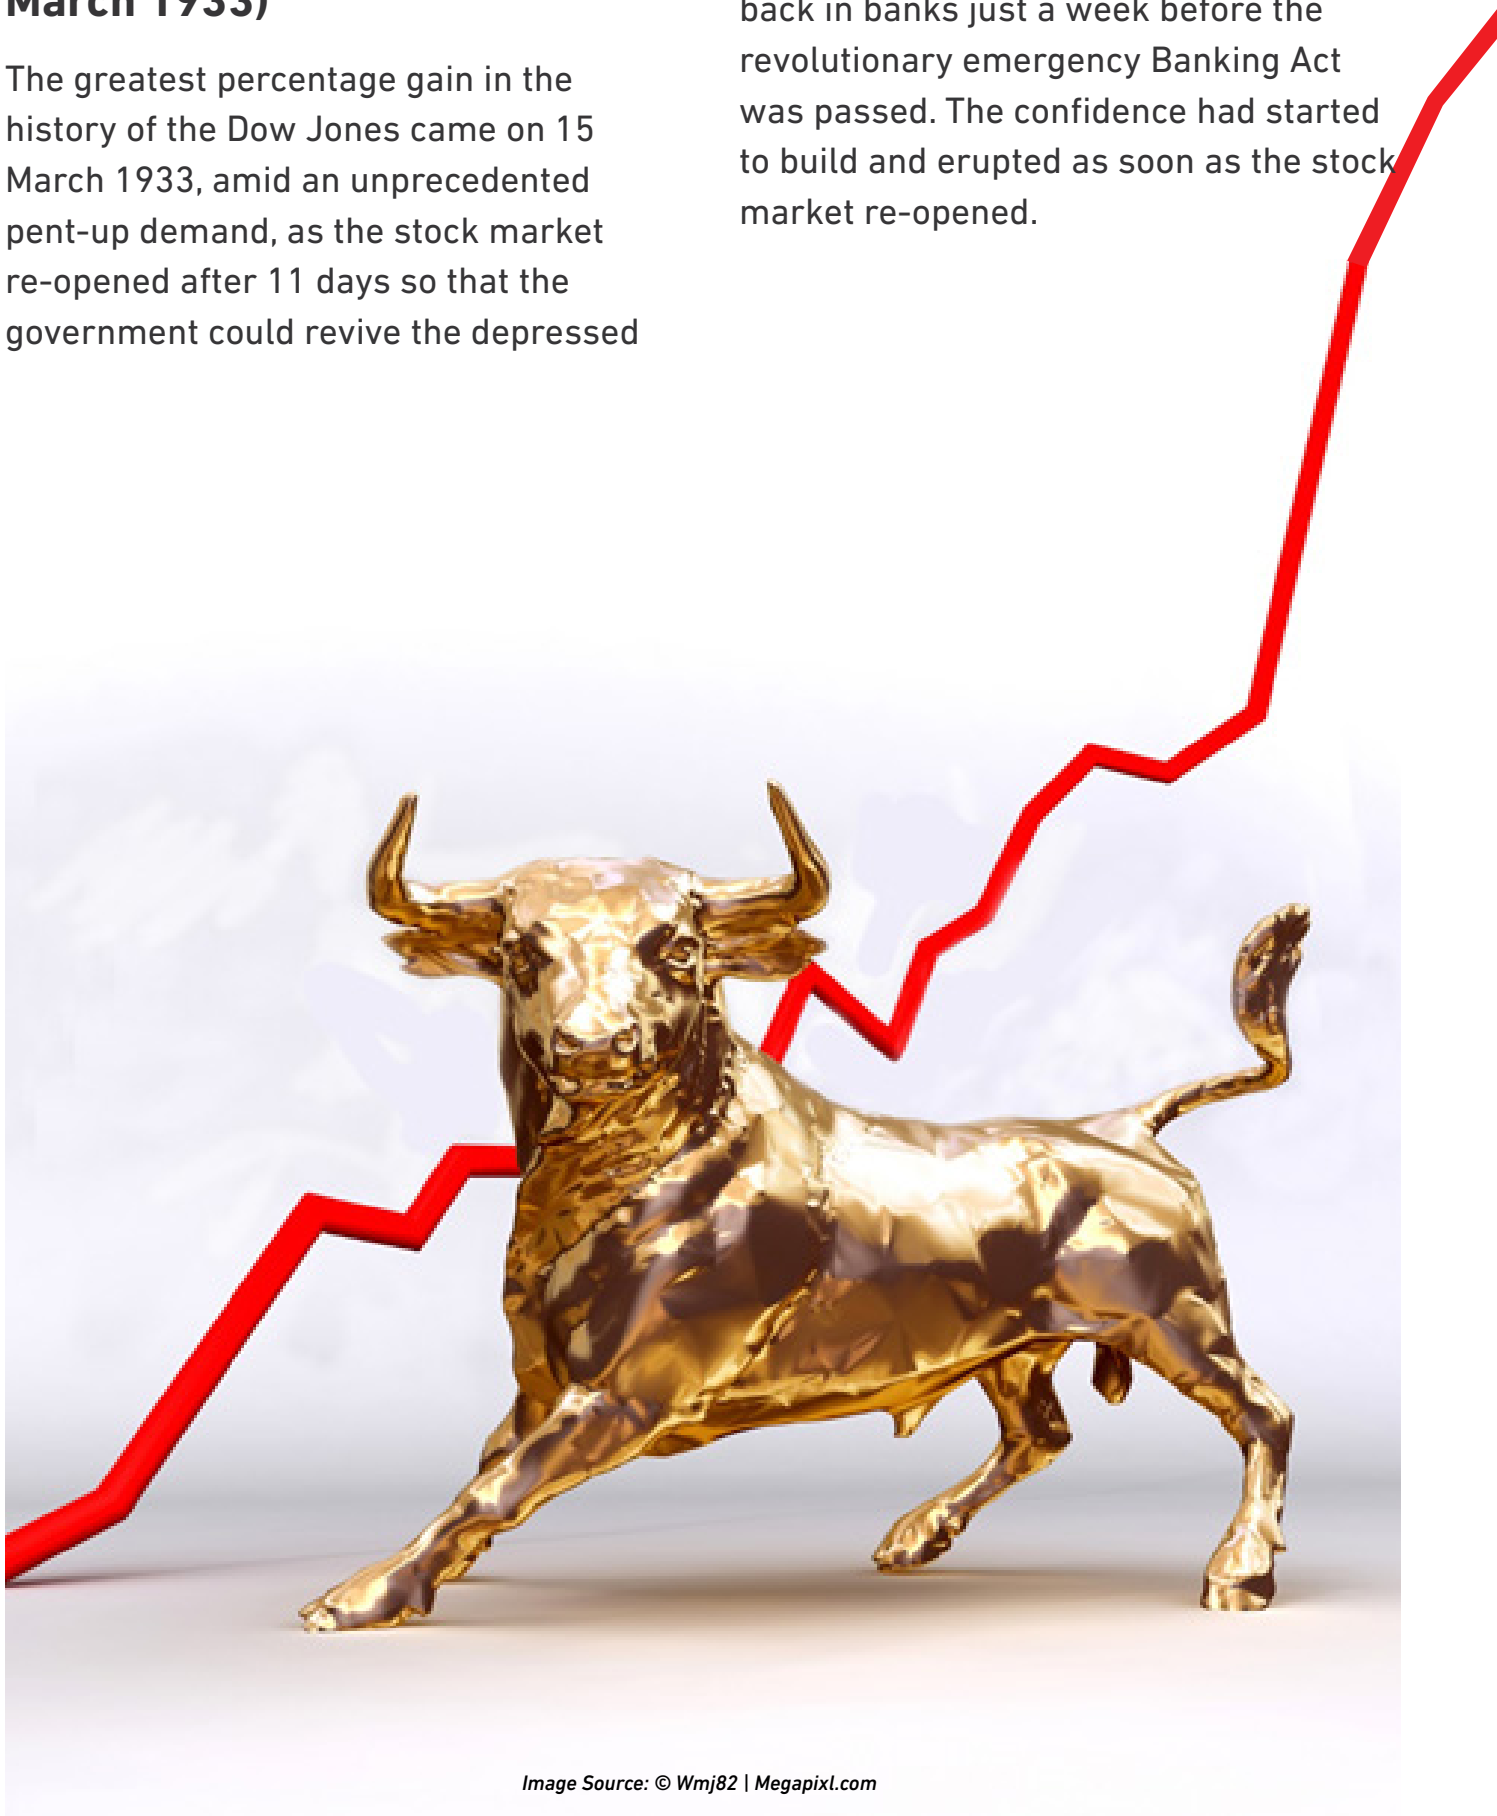 March 1933)
The greatest percentage gain in the
history of the Dow Jones came on 15
March 1933, amid an unprecedented
pent-up demand, as the stock market
re-opened after 11 days so that the
government could revive the depressed
back in banks just a week before the
revolutionary emergency Banking Act
was passed. The confidence had started
to build and erupted as soon as the stock
market re-opened.
Image Source: © Wmj82 | Megapixl.com